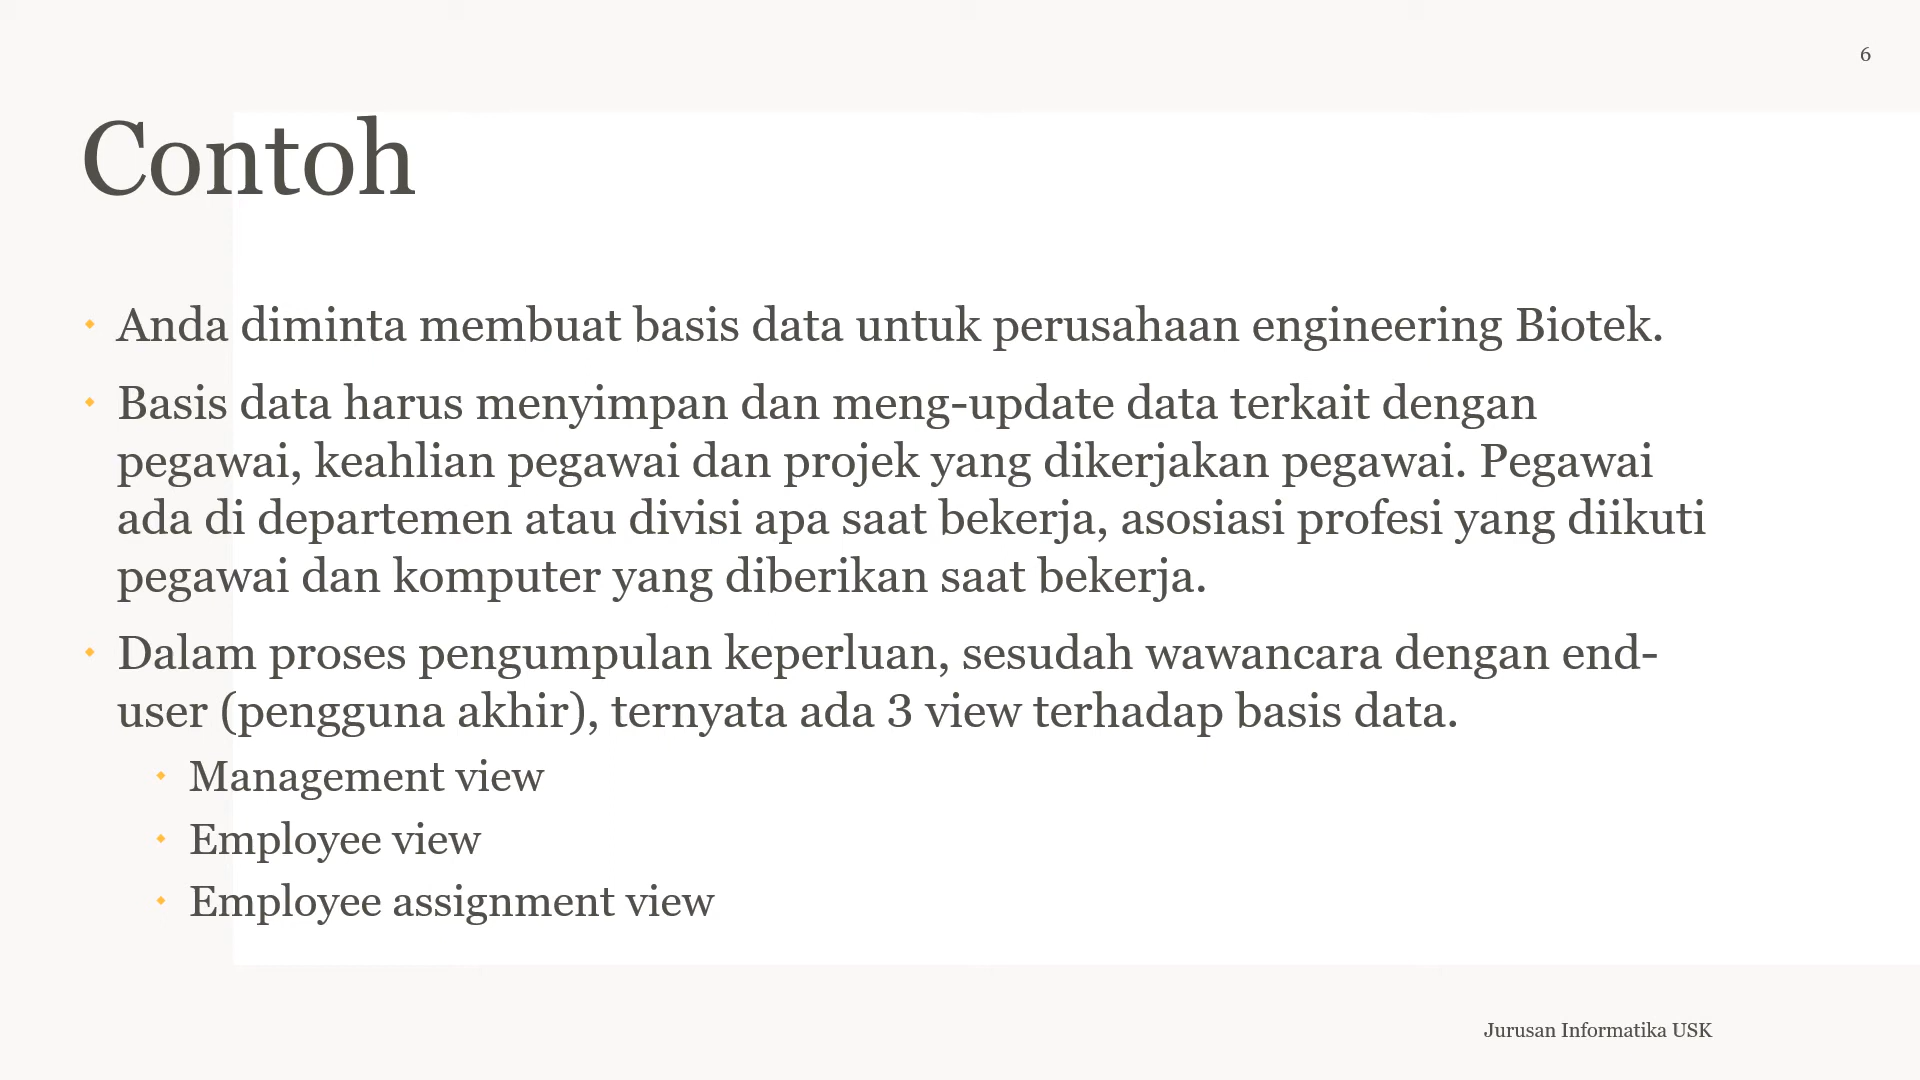 6
Contoh
Anda diminta membuat basis data untuk perusahaan engineering Biotek.
Basis data harus menyimpan dan meng-update data terkait dengan
pegawai, keahlian pegawai dan projek yang dikerjakan pegawai. Pegawai
ada di departemen atau divisi apa saat bekerja, asosiasi profesi yang diikuti
pegawai dan komputer yang diberikan saat bekerja.
Dalam proses pengumpulan keperluan, sesudah wawancara dengan end-
user (pengguna akhir), ternyata ada 3 view terhadap basis data.
Management view
Employee view
Employee assignment view
Jurusan Informatika USK